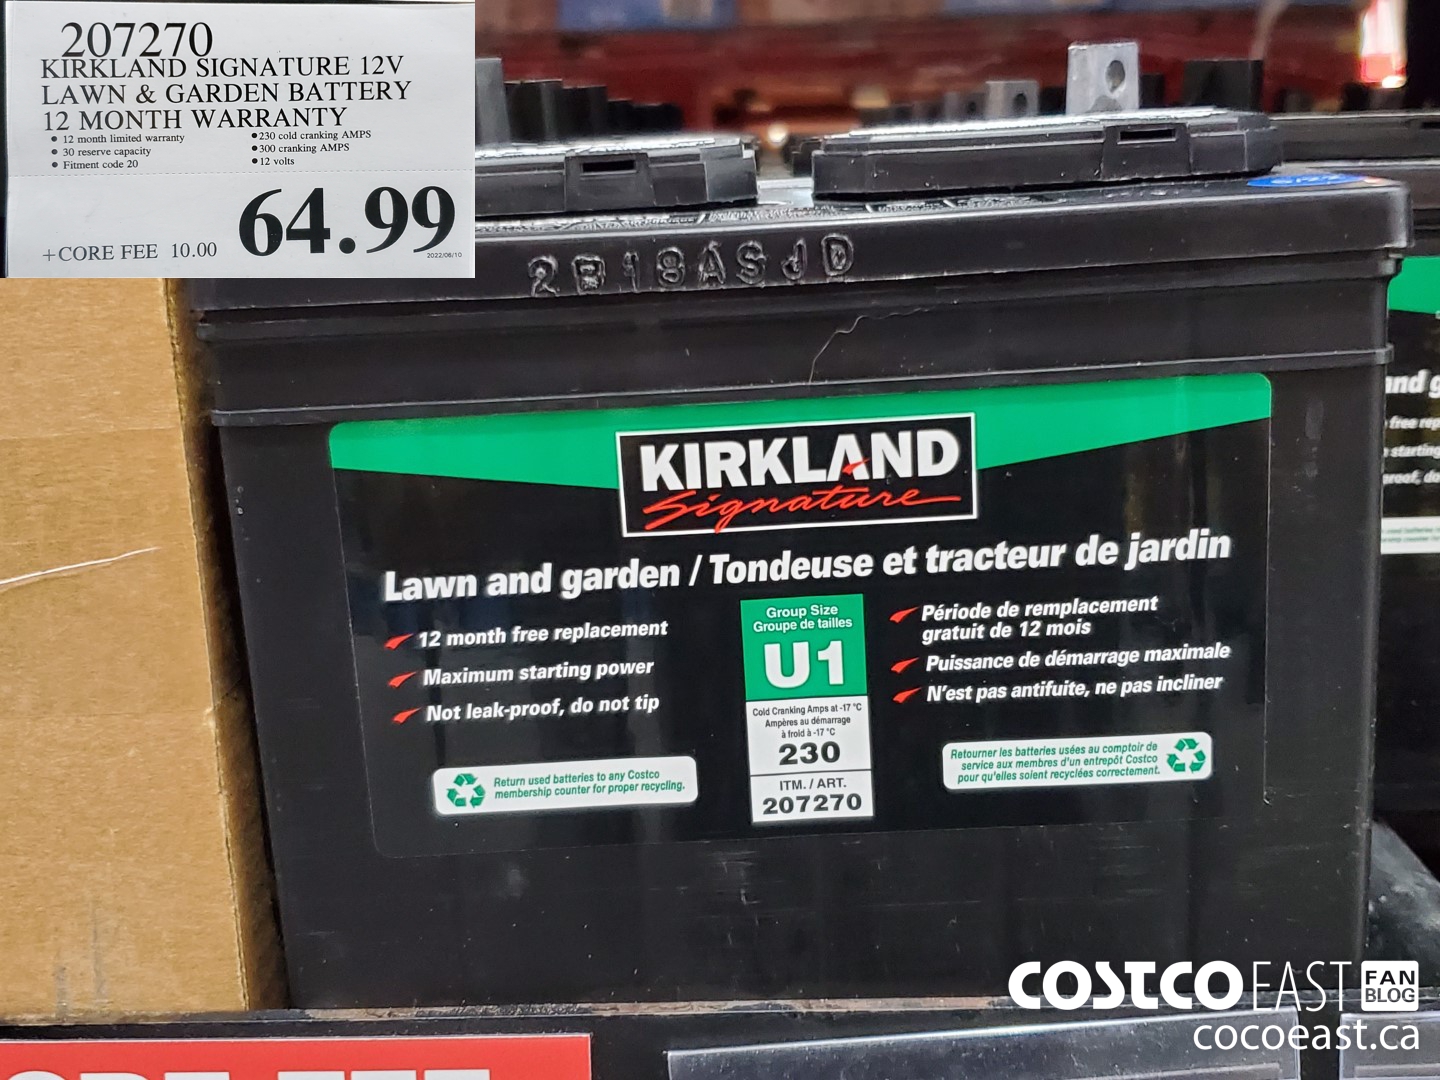 207270
KIRKLAND SIGNATURE 12V
LAWN & GARDEN BATTERY
12 MONTH WARRANTY
• 12 month limited warranty
• 30 reserve capacity
• Fitment code 20
• 230 cold cranking AMPS
• 300 cranking AMPS
• 12 volts
+CORE FEE 10.00
64.99
2022/06/10
KIRKLAND
Signature
Lawn and garden / Tondeuse et tracteur de jardin
12 month free replacement
Maximum starting power
Not leak-proof, do not tip
Return used batteries to any Costco
membership counter for proper recycling.
Group Size
Groupe de tailles
U1
Cold Cranking Amps at -17 °C
Ampères au démarrage
à froid à -17 °C
230
ITM. / ART.
207270
Période de remplacement
gratuit de 12 mois
Puissance de démarrage maximale
N'est pas antifuite, ne pas incliner
Retourner les batteries usées au comptoir de
service aux membres d'un entrepôt Costco
pour qu'elles soient recyclées correctement.
and g
free rep
starting
proof, do
COSTCO EAST FAN
BLOG
cocoeast.ca